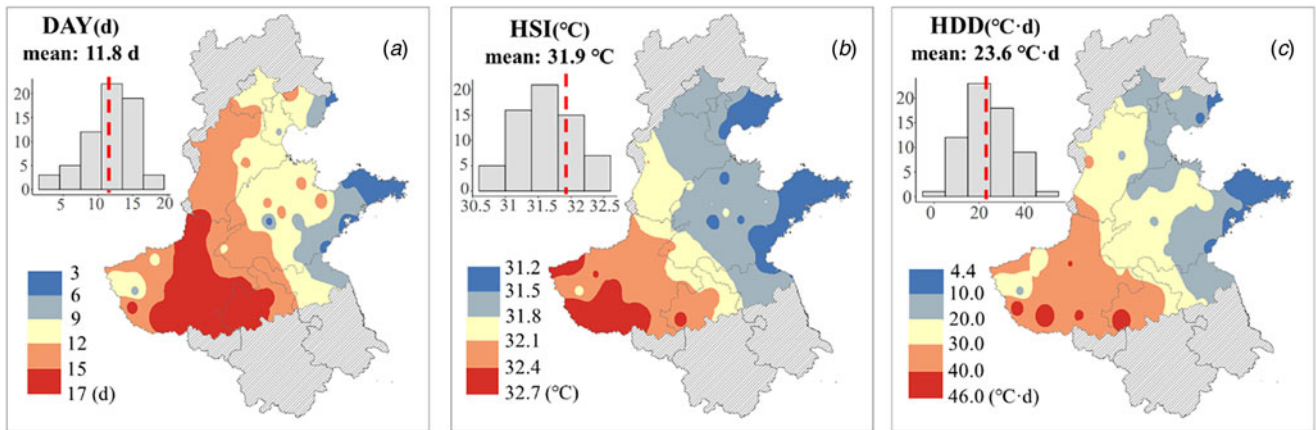 DAY(d)
mean: 11.8 d
(a)
20
15
10
5
0
5 10 15 20
3
6
9
12
15
17 (d)
HSI(°C)
mean: 31.9 °C
(b)
20
15
10
5
0
30.5 31 31.5 32 32.5
31.2
31.5
31.8
32.1
32.4
32.7 (°C)
HDD(°C·d)
mean: 23.6 °C·d
(c)
20
15
10
5
0
0 20 40
4.4
10.0
20.0
30.0
40.0
46.0 (°C·d)